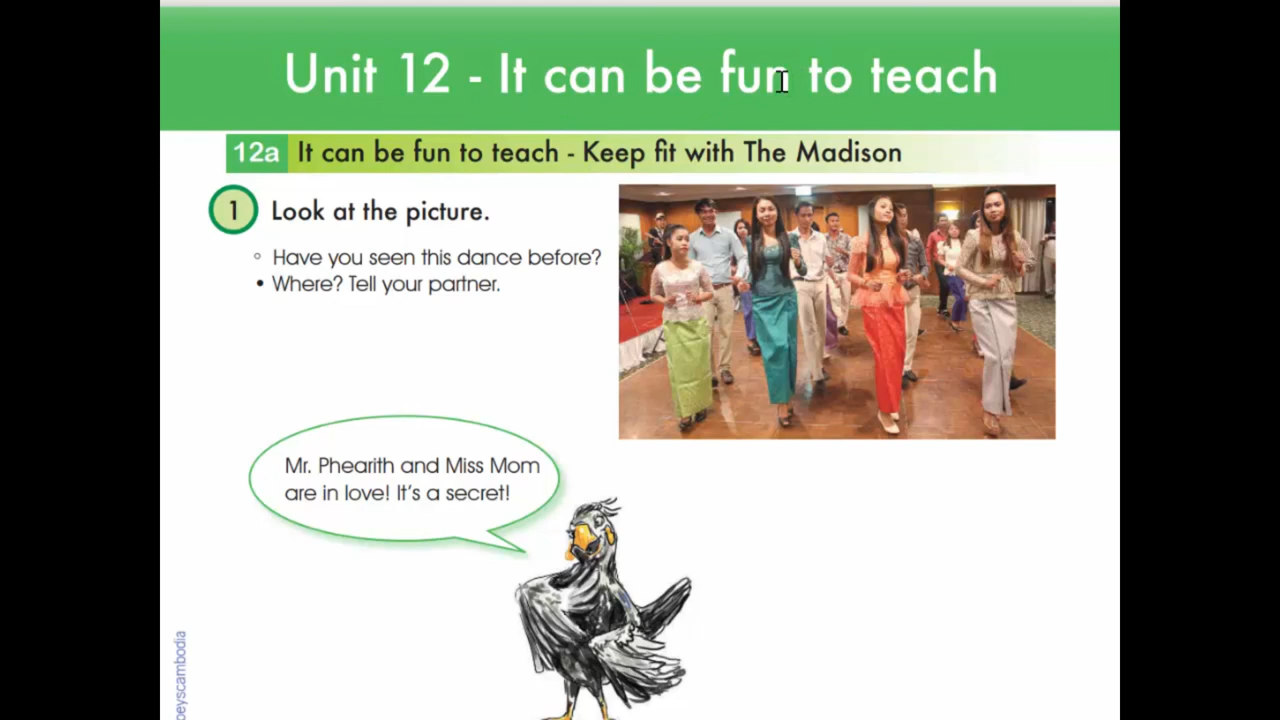 Unit 12 - It can be fun to teach
12a It can be fun to teach - Keep fit with The Madison
1 Look at the picture.
◦ Have you seen this dance before?
• Where? Tell your partner.
Mr. Phearith and Miss Mom
are in love! It's a secret!
peyscambodia